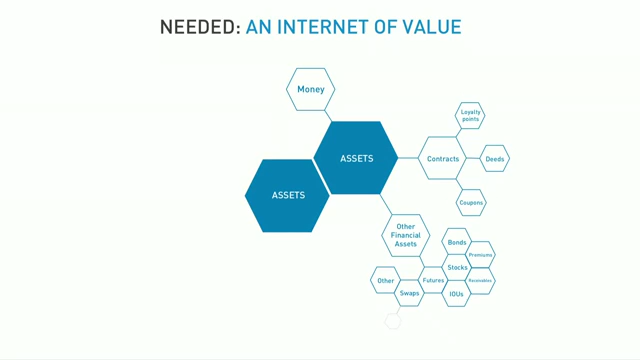 NEEDED: AN INTERNET OF VALUE
Money
Loyalty
points
ASSETS
Contracts
Deeds
ASSETS
Coupons
Other
Financial
Assets
Bonds
Premiums
Stocks
Other
Futures
Receivables
Swaps
IOUs